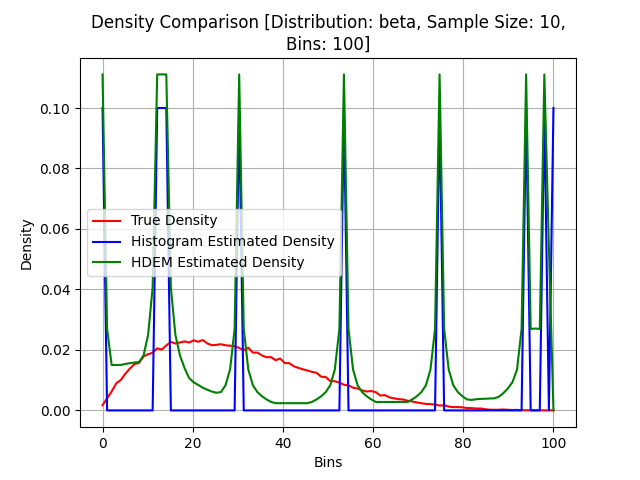 Density Comparison [Distribution: beta, Sample Size: 10,
Bins: 100]
Density
0.10
0.08
0.06
0.04
0.02
0.00
True Density
Histogram Estimated Density
HDEM Estimated Density
0 20 40 60 80 100
Bins